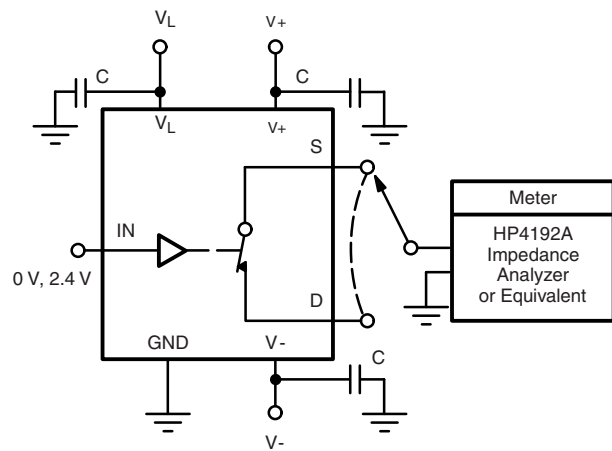 VL
V+
C
C
VL
V+
S
Meter
HP4192A
Impedance
Analyzer
or Equivalent
IN
0 V, 2.4 V
D
GND
V-
C
V-